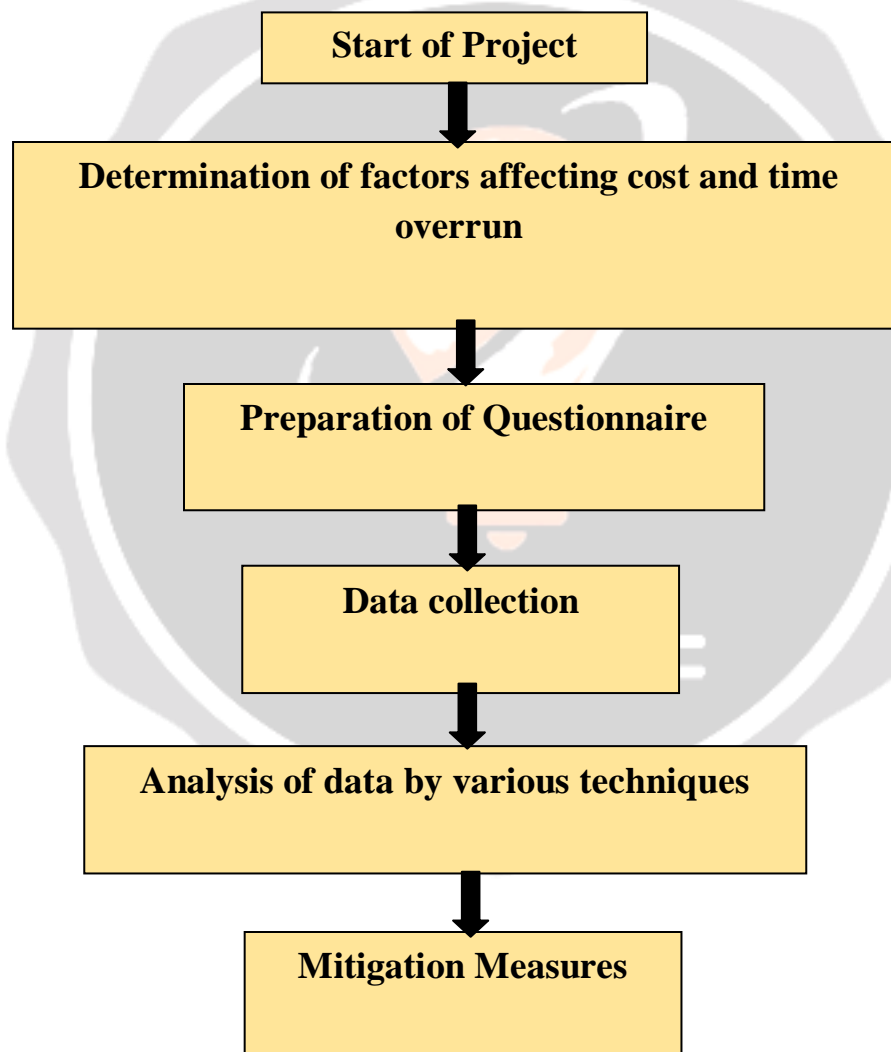 Start of Project
Determination of factors affecting cost and time
overrun
Preparation of Questionnaire
Data collection
Analysis of data by various techniques
Mitigation Measures